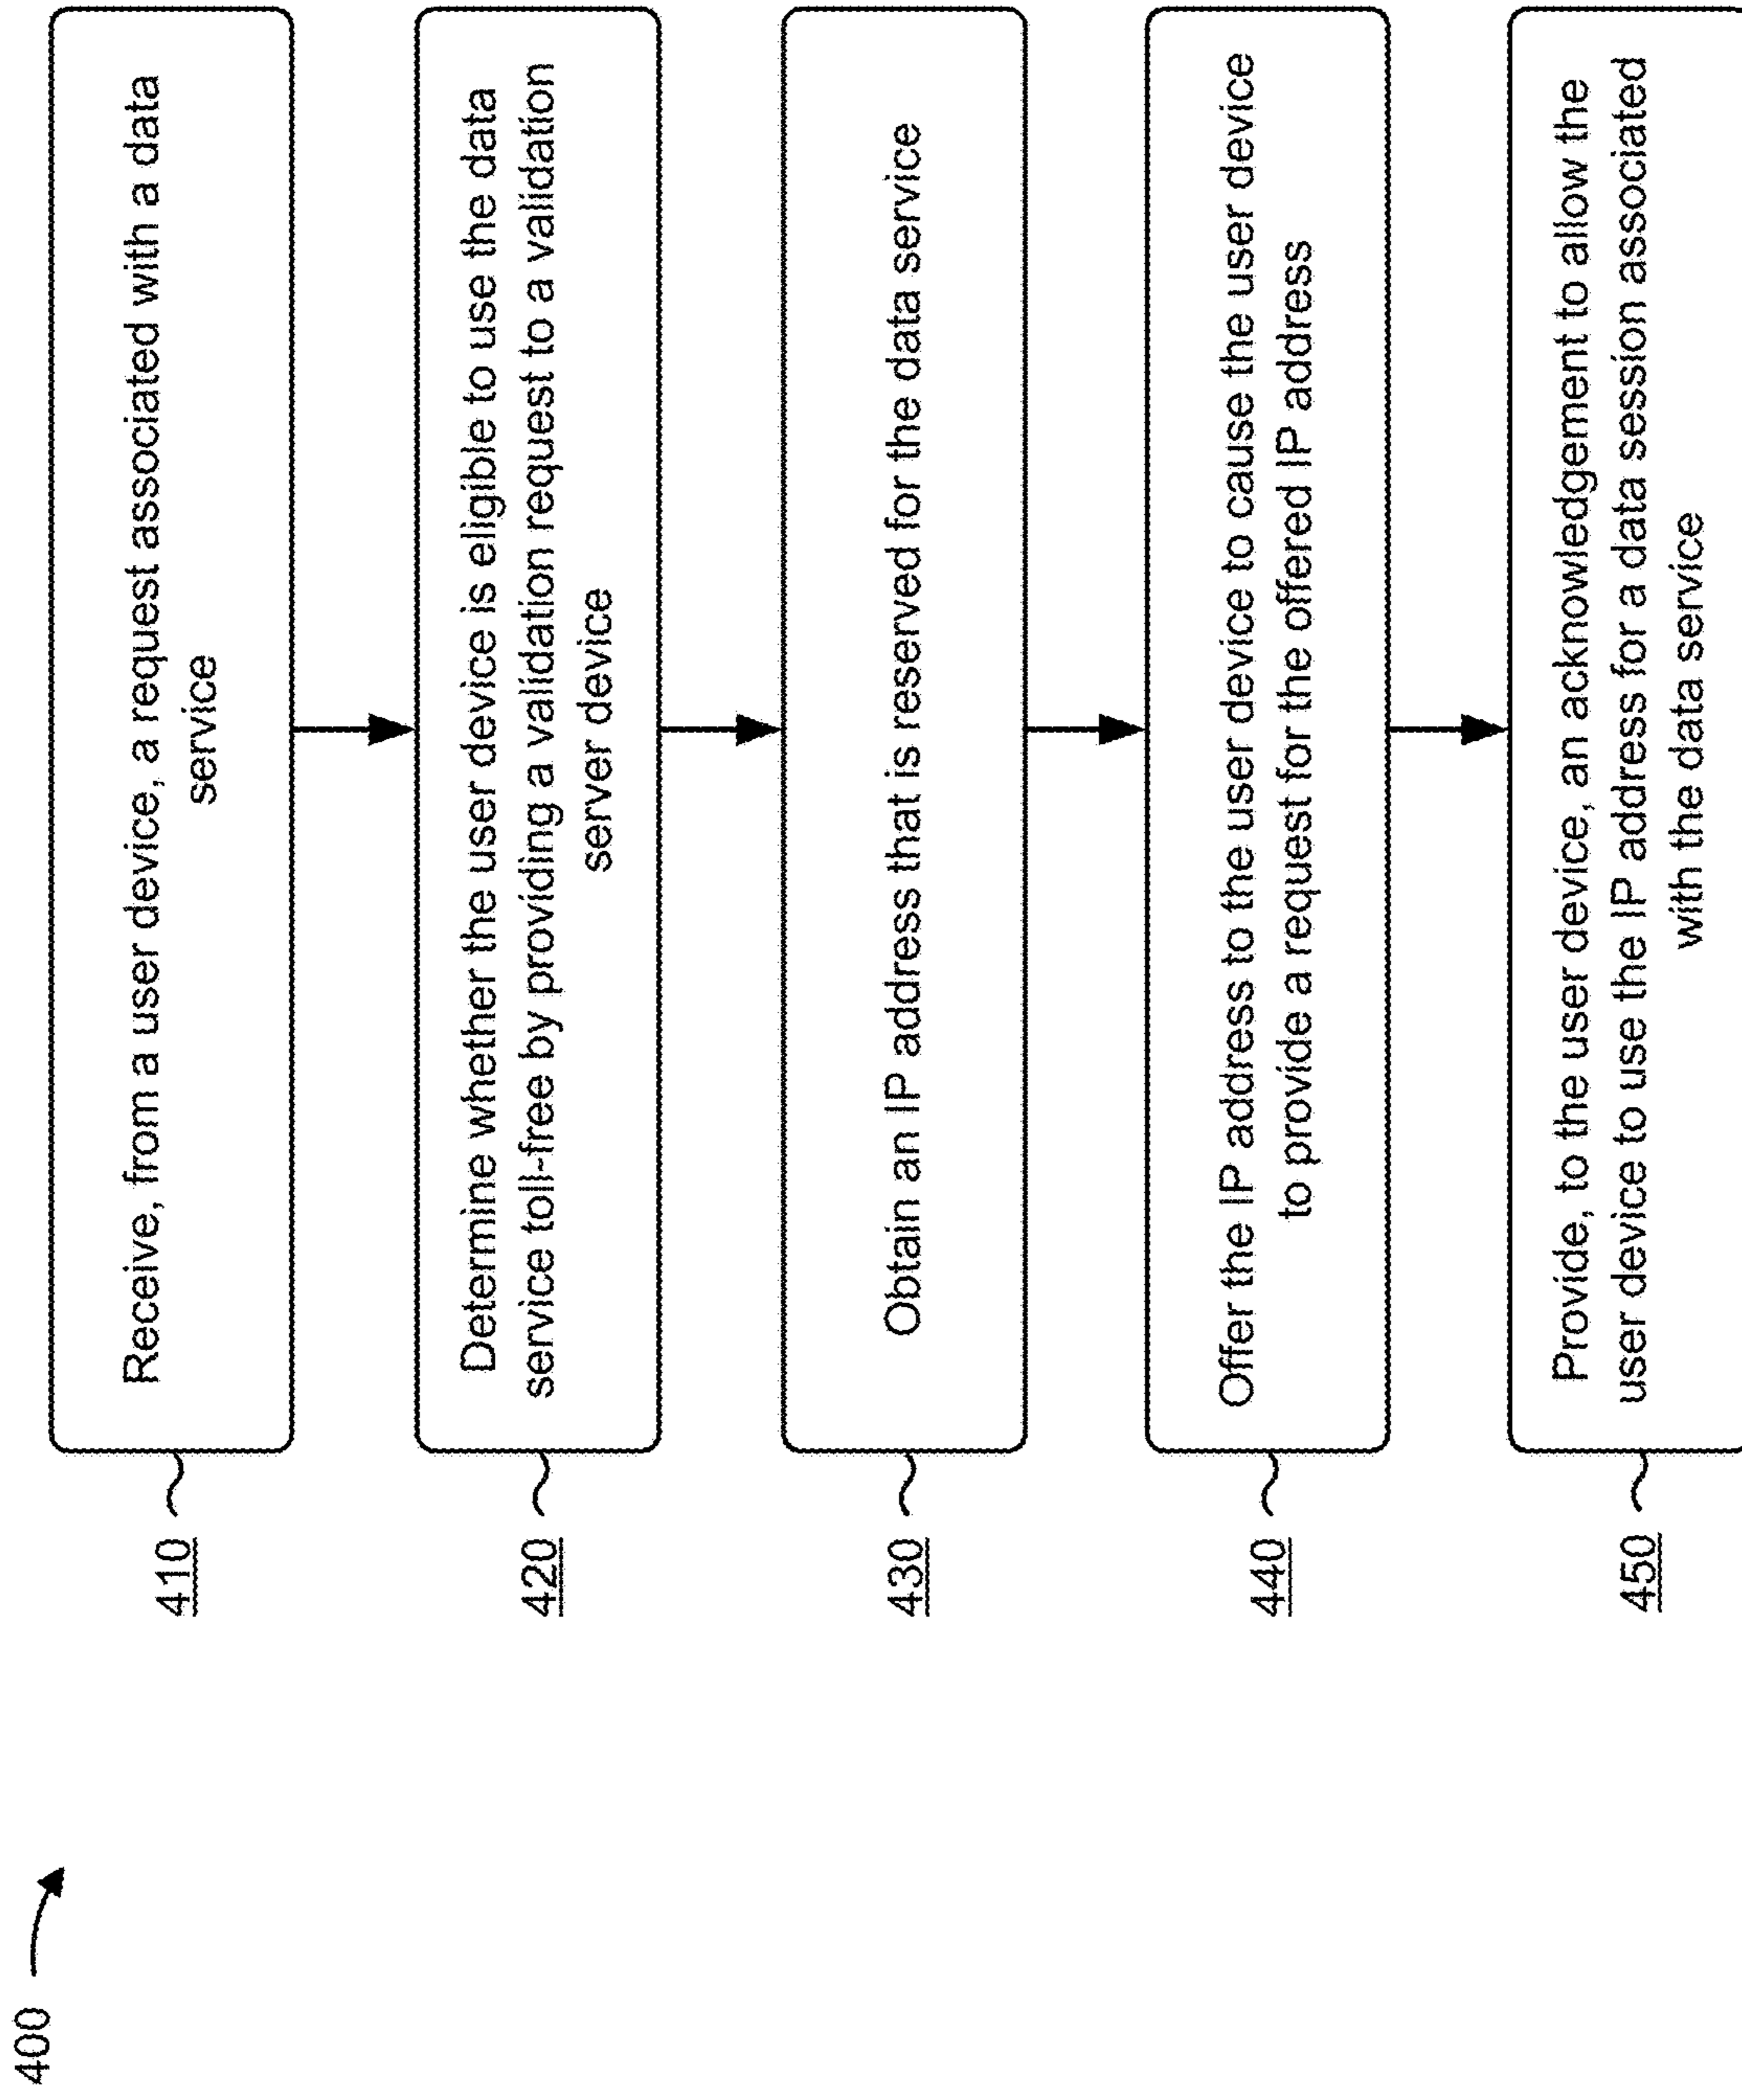 400
410
Receive, from a user device, a request associated with a data
service
420
Determine whether the user device is eligible to use the data
service toll-free by providing a validation request to a validation
server device
430
Obtain an IP address that is reserved for the data service
440
Offer the IP address to the user device to cause the user device
to provide a request for the offered IP address
450
Provide, to the user device, an acknowledgement to allow the
user device to use the IP address for a data session associated
with the data service